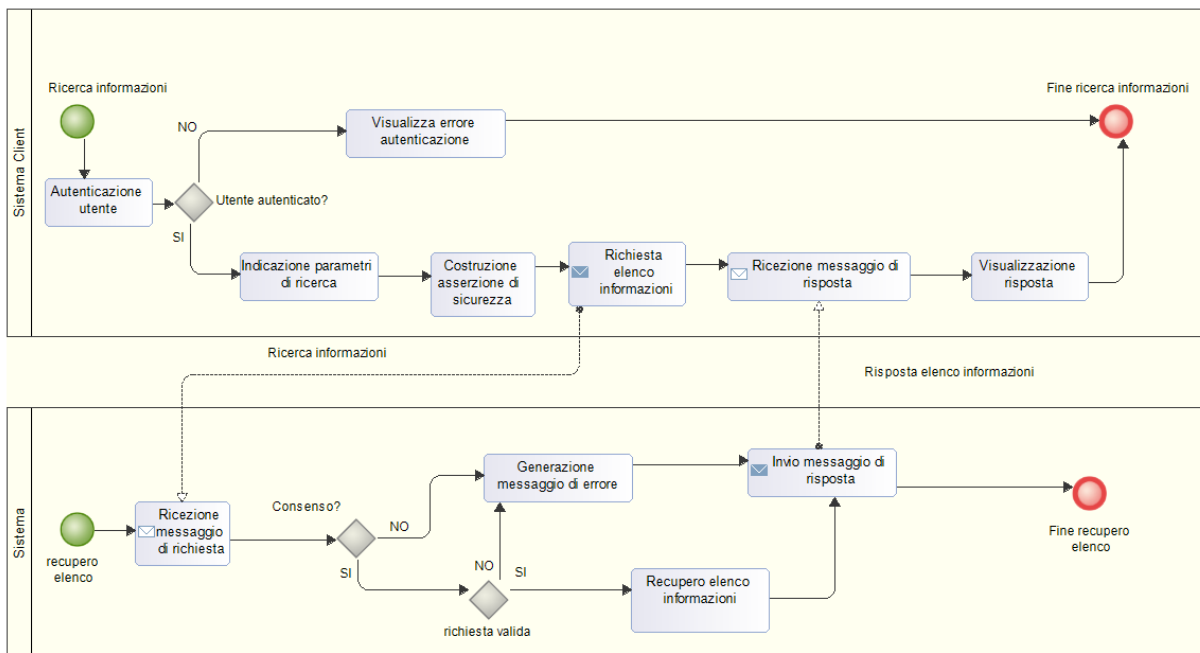 Sistema Client
Ricerca informazioni
Fine ricerca informazioni
NO
Visualizza errore
autenticazione
Autenticazione
utente
Utente autenticato?
SI
Indicazione parametri
di ricerca
Costruzione
asserzione di
sicurezza
Richiesta
elenco
informazioni
Ricezione messaggio di
risposta
Visualizzazione
risposta
Ricerca informazioni
Risposta elenco informazioni
Sistema
recupero
elenco
Ricezione
messaggio
di richiesta
Consenso?
NO
SI
Generazione
messaggio di errore
NO
SI
richiesta valida
Recupero elenco
informazioni
Invio messaggio di
risposta
Fine recupero
elenco